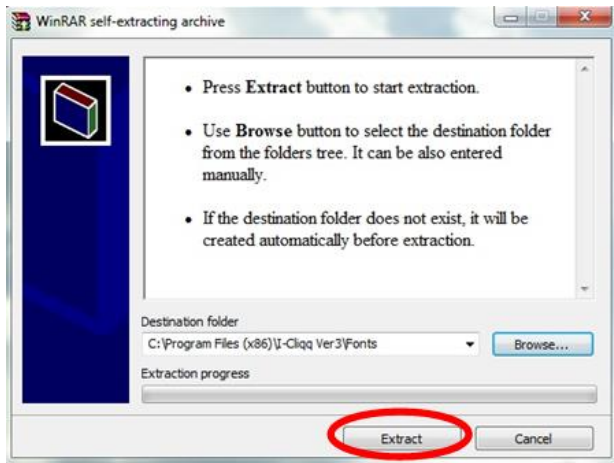 WinRAR self-extracting archive
• Press Extract button to start extraction.
• Use Browse button to select the destination folder
from the folders tree. It can be also entered
manually.
• If the destination folder does not exist, it will be
created automatically before extraction.
Destination folder
C:\Program Files (x86)\I-Cliqq Ver3\Fonts
Browse...
Extraction progress
Extract
Cancel